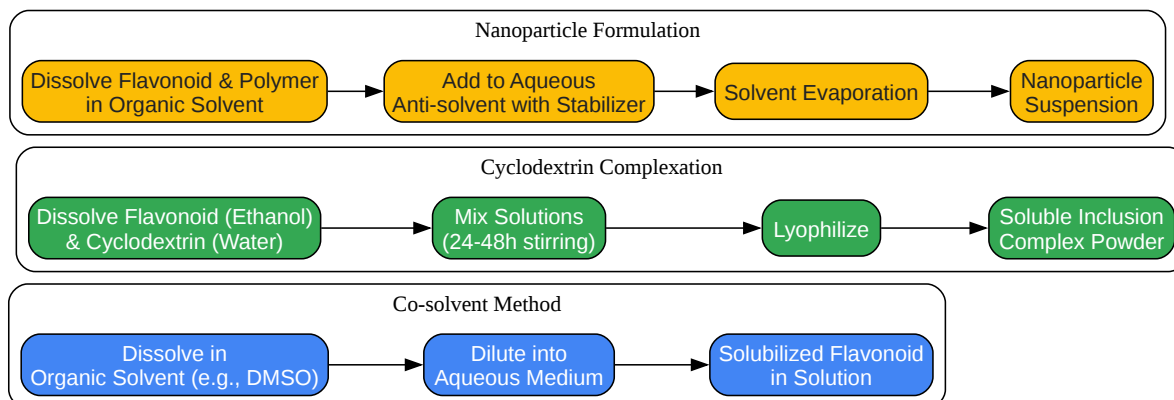 Nanoparticle Formulation
Dissolve Flavonoid & Polymer
in Organic Solvent
Add to Aqueous
Anti-solvent with Stabilizer
Solvent Evaporation
Nanoparticle
Suspension
Cyclodextrin Complexation
Dissolve Flavonoid (Ethanol)
& Cyclodextrin (Water)
Mix Solutions
(24-48h stirring)
Lyophilize
Soluble Inclusion
Complex Powder
Co-solvent Method
Dissolve in
Organic Solvent (e.g., DMSO)
Dilute into
Aqueous Medium
Solubilized Flavonoid
in Solution